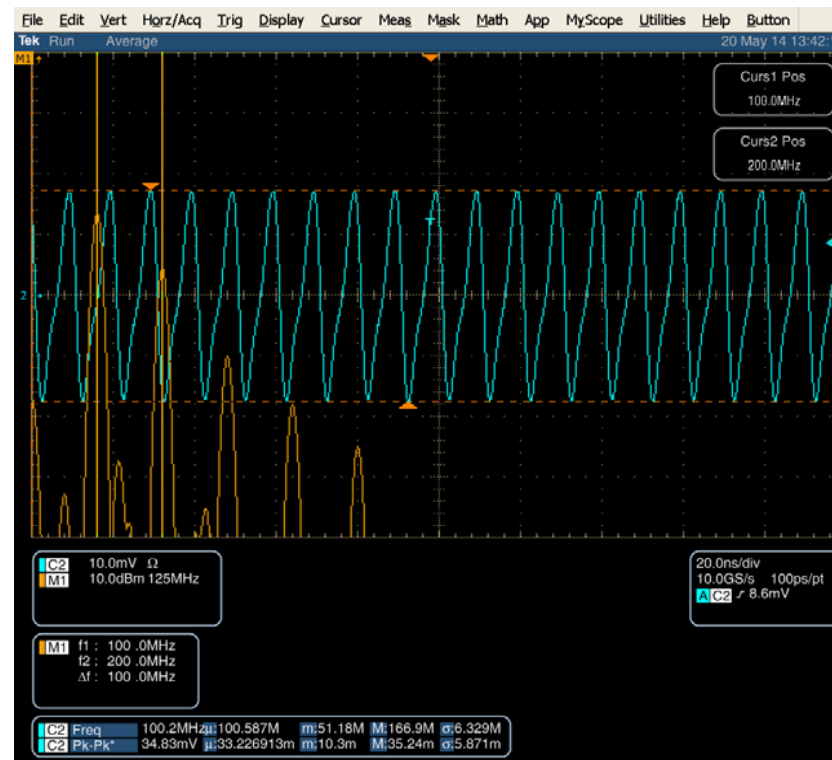 File Edit Vert Horz/Acq Trig Display Cursor Meas Mask Math App MyScope Utilities Help Button
Tek Run Average 20 May 14 13:42:
M1
Curs1 Pos
100.0MHz
Curs2 Pos
200.0MHz
T
2
C2 10.0mV Ω
M1 10.0dBm 125MHz
20.0ns/div
10.0GS/s 100ps/pt
A C2 8.6mV
M1 f1 : 100 .0MHz
f2 : 200 .0MHz
Δf : 100 .0MHz
C2 Freq 100.2MHz µ:100.587M m:51.18M M:166.9M σ:6.329M
C2 Pk-Pk* 34.83mV µ:33.226913m m:10.3m M:35.24m σ:5.871m